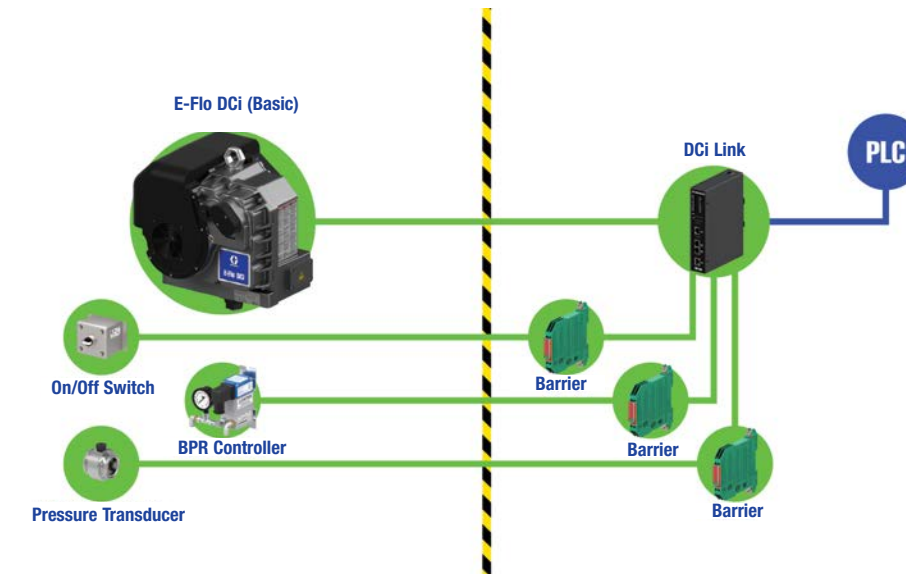 E-Flo DCi (Basic)
DCi Link
PLC
On/Off Switch
Barrier
BPR Controller
Barrier
Pressure Transducer
Barrier